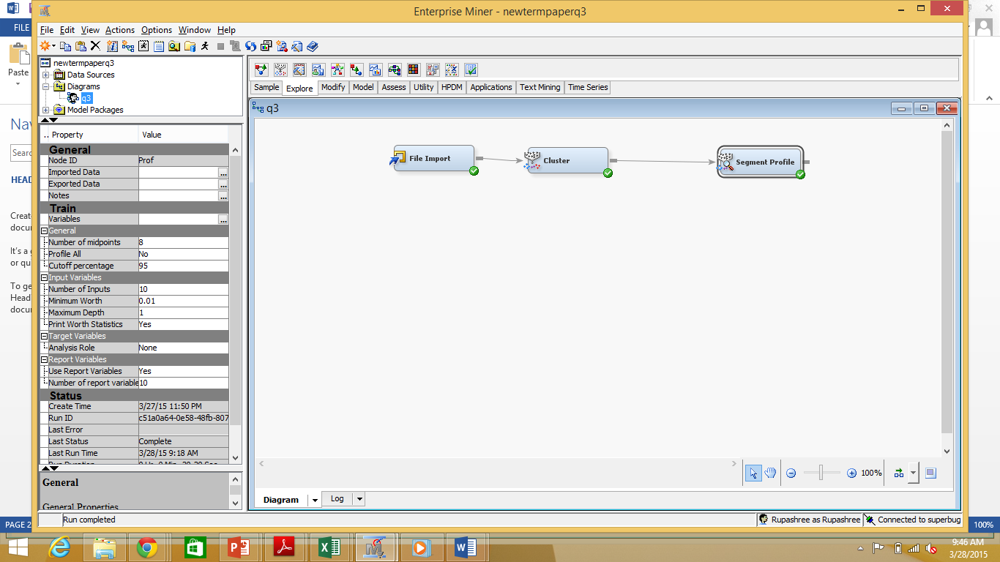 Enterprise Miner - newtermpaperq3
FILE
Paste
File Edit View Actions Options Window Help
newtermpaperq3
Data Sources
Diagrams
q3
Model Packages
Sample Explore Modify Model Assess Utility HPDM Applications Text Mining Time Series
q3
File Import
Cluster
Segment Profile
Nav
Sear
HEAD
Create
docum
It's a
or qu
To ge
Head
docum
.. Property Value
General
Node ID Prof
Imported Data ...
Exported Data ...
Notes ...
Train
Variables ...
General
Number of midpoints 8
Profile All No
Cutoff percentage 95
Input Variables
Number of Inputs 10
Minimum Worth 0.01
Maximum Depth 1
Print Worth Statistics Yes
Target Variables
Analysis Role None
Report Variables
Use Report Variables Yes
Number of report variable 10
Status
Create Time 3/27/15 11:50 PM
Run ID c51a0a64-0e58-48fb-807
Last Error
Last Status Complete
Last Run Time 3/28/15 9:18 AM
General
General Properties
100%
Diagram Log
Run completed
Rupashree as Rupashree Connected to superbug
PAGE 2
100%
9:46 AM
3/28/2015